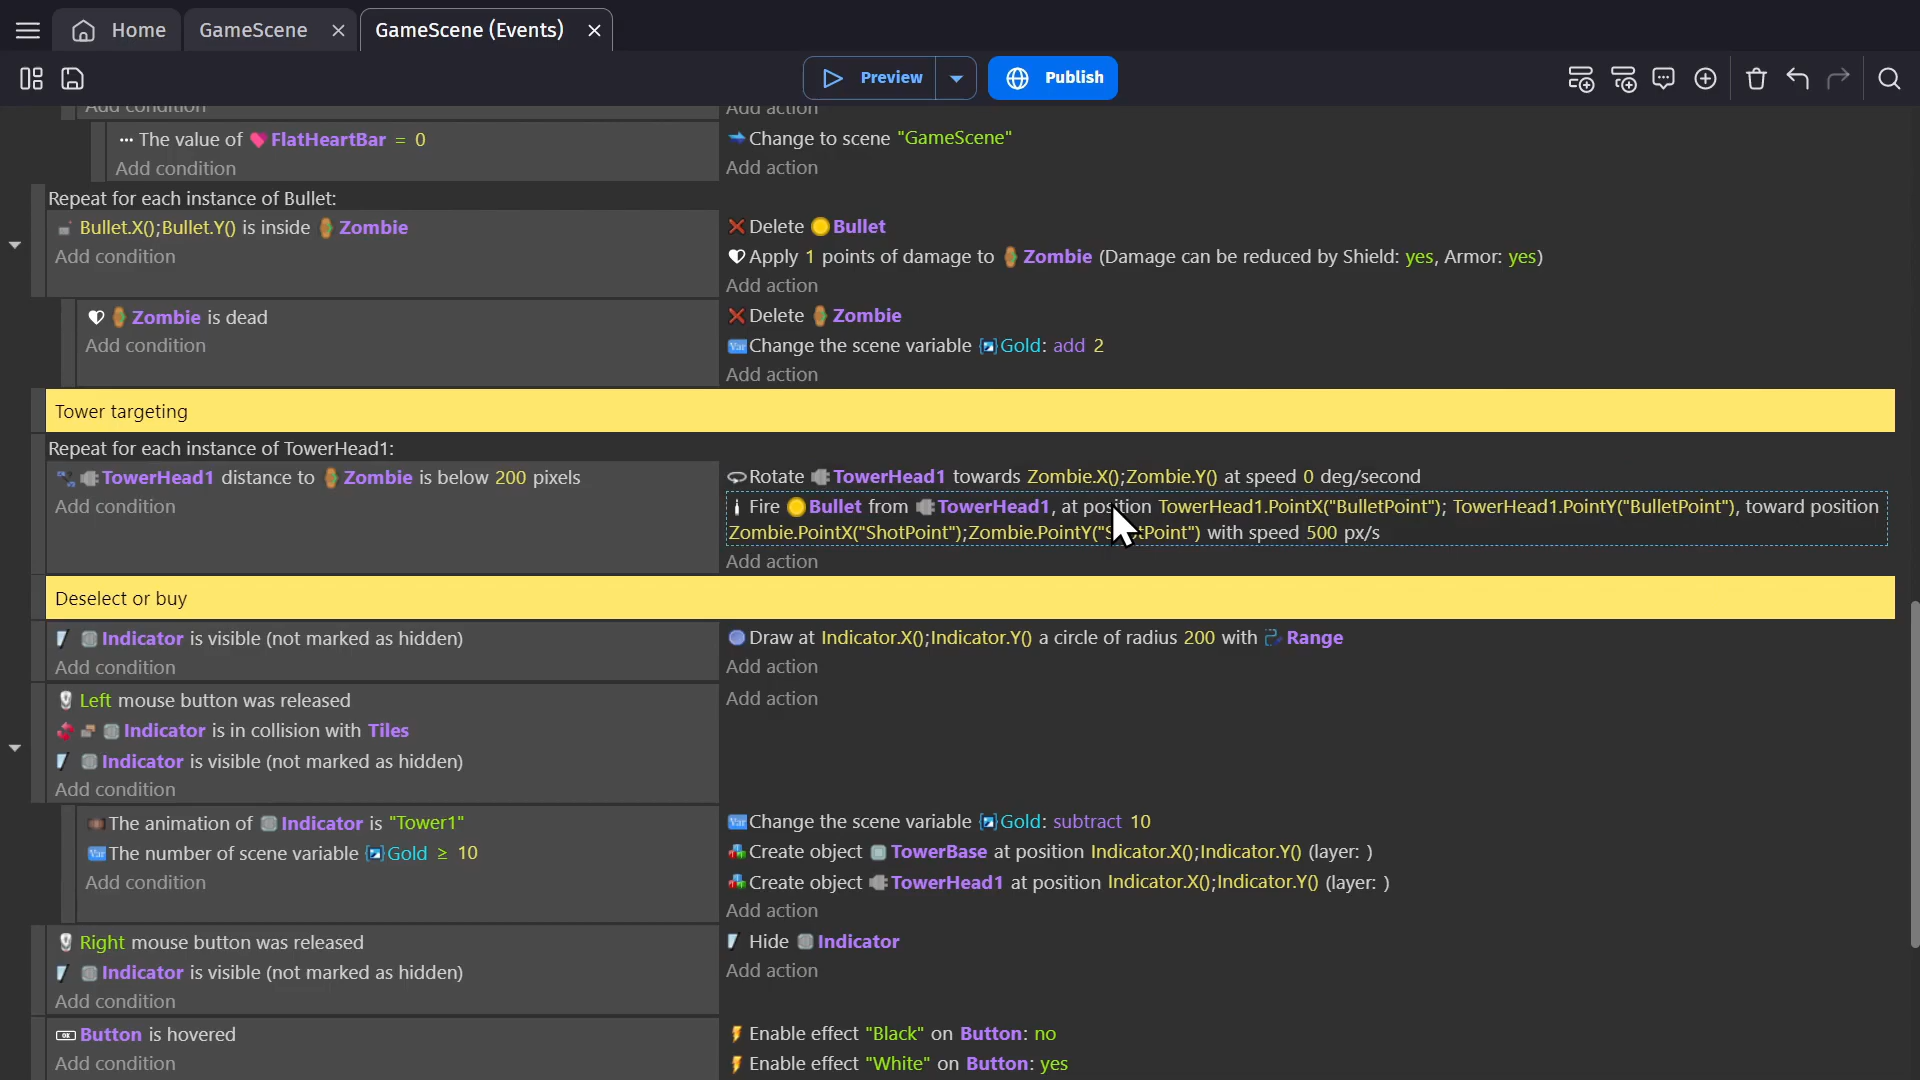 Home
GameScene
GameScene (Events)
Preview
Publish
Add condition
Add action
The value of FlatHeartBar = 0
Change to scene "GameScene"
Add condition
Add action
Repeat for each instance of Bullet:
Bullet.X();Bullet.Y() is inside Zombie
Delete Bullet
Add condition
Apply 1 points of damage to Zombie (Damage can be reduced by Shield: yes, Armor: yes)
Add action
Zombie is dead
Delete Zombie
Add condition
Change the scene variable Gold: add 2
Add action
Tower targeting
Repeat for each instance of TowerHead1:
TowerHead1 distance to Zombie is below 200 pixels
Rotate TowerHead1 towards Zombie.X();Zombie.Y() at speed 0 deg/second
Add condition
Fire Bullet from TowerHead1, at position TowerHead1.PointX("BulletPoint"); TowerHead1.PointY("BulletPoint"), toward position
Zombie.PointX("ShotPoint");Zombie.PointY("ShotPoint") with speed 500 px/s
Add action
Deselect or buy
Indicator is visible (not marked as hidden)
Draw at Indicator.X();Indicator.Y() a circle of radius 200 with Range
Add condition
Add action
Left mouse button was released
Add action
Indicator is in collision with Tiles
Indicator is visible (not marked as hidden)
Add condition
The animation of Indicator is "Tower1"
Change the scene variable Gold: subtract 10
The number of scene variable Gold ≥ 10
Create object TowerBase at position Indicator.X();Indicator.Y() (layer: )
Add condition
Create object TowerHead1 at position Indicator.X();Indicator.Y() (layer: )
Add action
Right mouse button was released
Hide Indicator
Indicator is visible (not marked as hidden)
Add action
Add condition
Button is hovered
Enable effect "Black" on Button: no
Add condition
Enable effect "White" on Button: yes